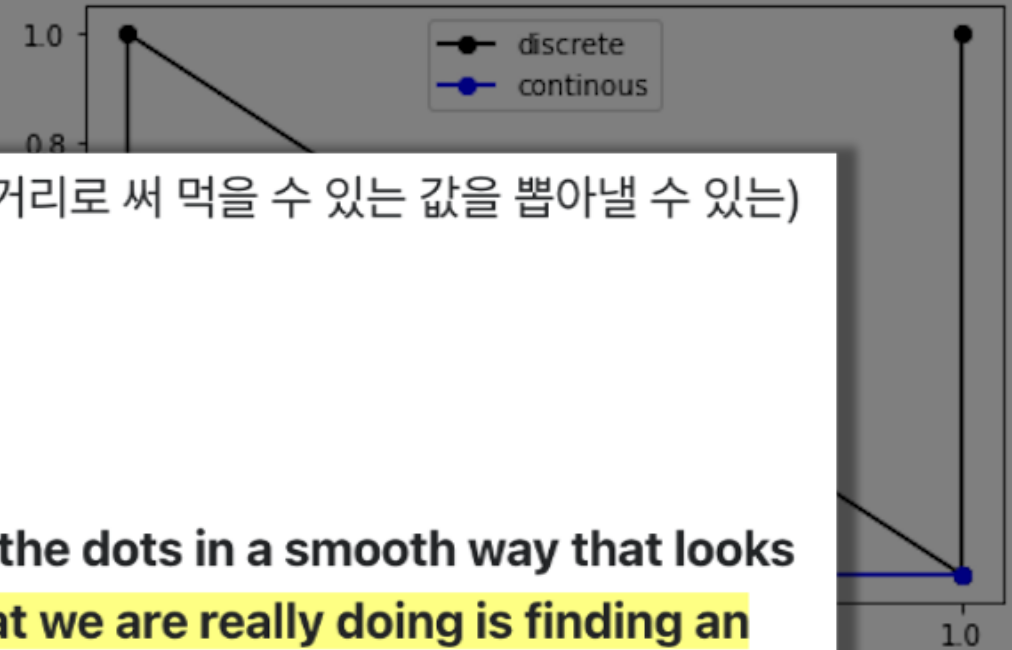 1.0
discrete
continous
0.8
거리로 써 먹을 수 있는 값을 뽑아낼 수 있는)
the dots in a smooth way that looks
at we are really doing is finding an
1.0